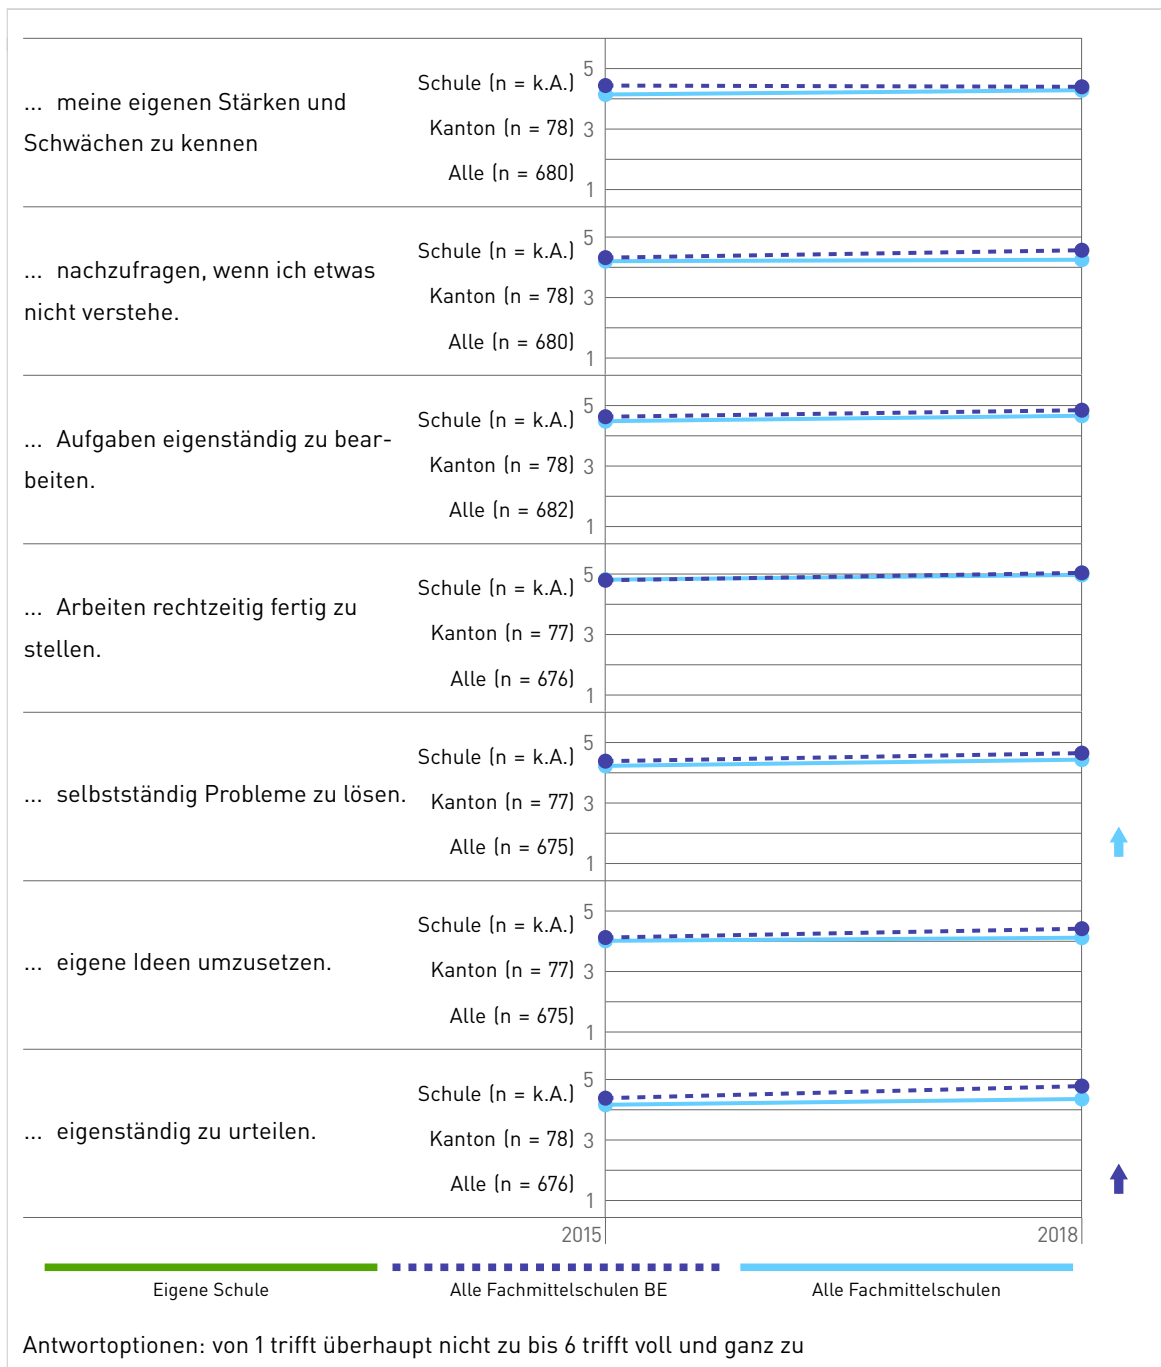 ... meine eigenen Stärken und
Schwächen zu kennen
Schule (n = k.A.)
Kanton (n = 78)
Alle (n = 680)
5
3
1
... nachzufragen, wenn ich etwas
nicht verstehe.
Schule (n = k.A.)
Kanton (n = 78)
Alle (n = 680)
5
3
1
... Aufgaben eigenständig zu bear-
beiten.
Schule (n = k.A.)
Kanton (n = 78)
Alle (n = 682)
5
3
1
... Arbeiten rechtzeitig fertig zu
stellen.
Schule (n = k.A.)
Kanton (n = 77)
Alle (n = 676)
5
3
1
... selbstständig Probleme zu lösen.
Schule (n = k.A.)
Kanton (n = 77)
Alle (n = 675)
5
3
1
... eigene Ideen umzusetzen.
Schule (n = k.A.)
Kanton (n = 77)
Alle (n = 675)
5
3
1
... eigenständig zu urteilen.
Schule (n = k.A.)
Kanton (n = 78)
Alle (n = 676)
5
3
1
2015 2018
Eigene Schule Alle Fachmittelschulen BE Alle Fachmittelschulen
Antwortoptionen: von 1 trifft überhaupt nicht zu bis 6 trifft voll und ganz zu